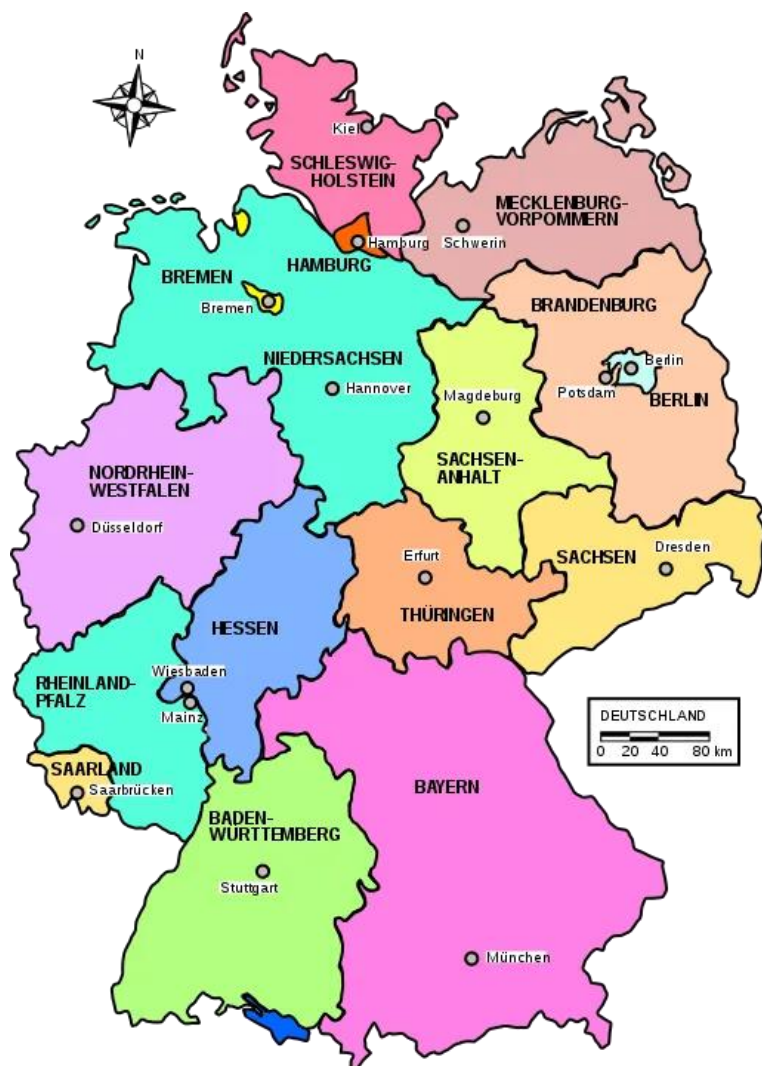 N
Kiel
SCHLESWIG-
HOLSTEIN
MECKLENBURG-
VORPOMMERN
Hamburg
Schwerin
HAMBURG
BREMEN
Bremen
BRANDENBURG
NIEDERSACHSEN
Hannover
Berlin
Potsdam
BERLIN
Magdeburg
SACHSEN-
ANHALT
NORDRHEIN-
WESTFALEN
Düsseldorf
Erfurt
THÜRINGEN
SACHSEN
Dresden
HESSEN
Wiesbaden
Mainz
RHEINLAND-
PFALZ
SAARLAND
Saarbrücken
DEUTSCHLAND
0 20 40 80 km
BAYERN
BADEN-
WÜRTTEMBERG
Stuttgart
München